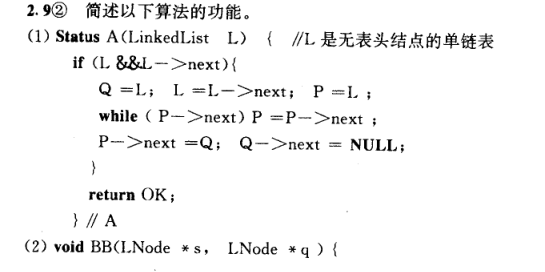 2.9② 简述以下算法的功能。
(1) Status A(LinkedList L) { //L 是无表头结点的单链表
if (L &&L->next){
Q =L; L =L->next; P =L ;
while ( P->next) P =P->next ;
P->next =Q; Q->next = NULL;
}
return OK;
} // A
(2) void BB(LNode *s, LNode *q ) {